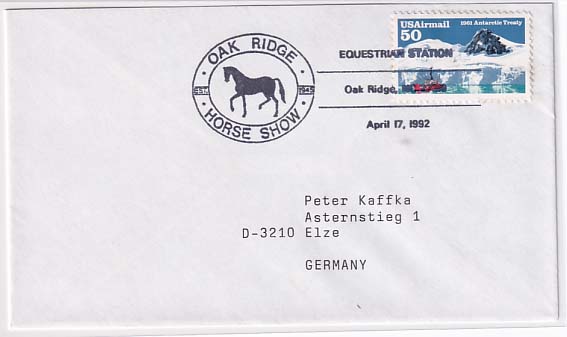 OAK RIDGE
EST. 1945
HORSE SHOW
USAirmail 1961 Antarctic Treaty
50
EQUESTRIAN STATION
Oak Ridge,
April 17, 1992
Peter Kaffka
Asternstieg 1
D-3210 Elze
GERMANY